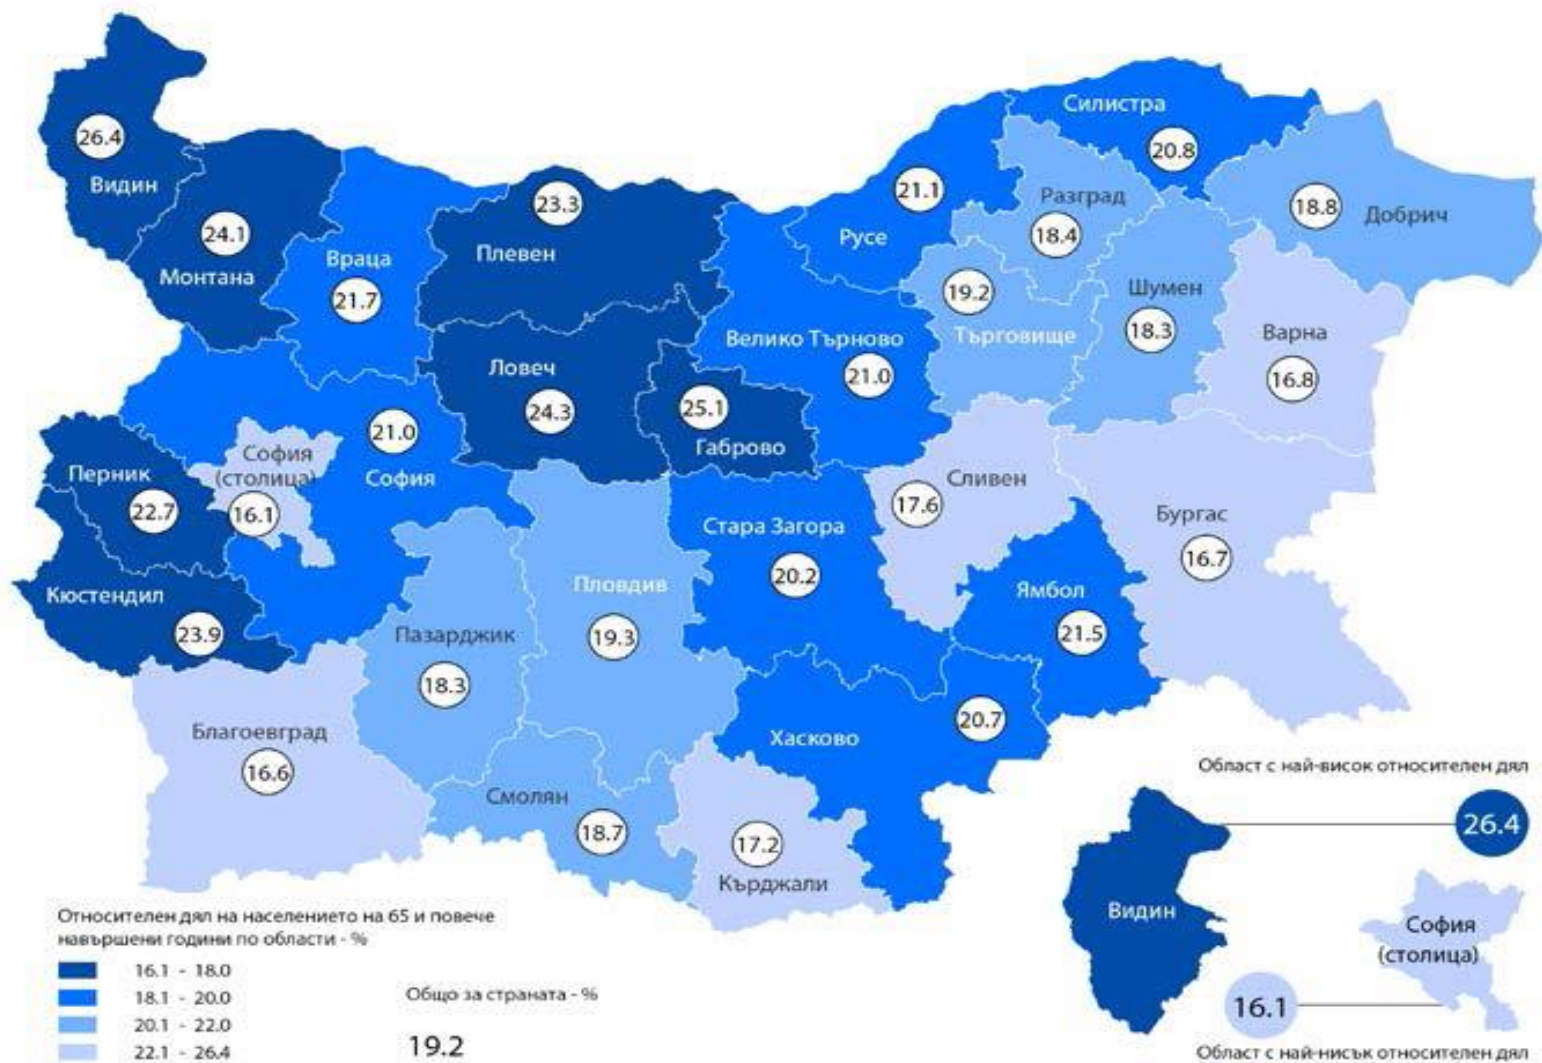 26.4
Видин
24.1
Монтана
Враца
21.7
23.3
Плевен
Ловеч
24.3
25.1
Габрово
Велико Търново
21.0
21.1
Русе
Силистра
20.8
Разград
18.4
19.2
Търговище
Шумен
18.3
18.8
Добрич
Варна
16.8
21.0
София
София
(столица)
16.1
Перник
22.7
Кюстендил
23.9
Благоевград
16.6
Пазарджик
18.3
Пловдив
19.3
Смолян
18.7
17.2
Кърджали
Стара Загора
20.2
Хасково
20.7
17.6
Сливен
Ямбол
21.5
Бургас
16.7
Област с най-висок относителен дял
26.4
Видин
София
(столица)
16.1
Област с най-нисък относителен дял
Относителен дял на населението на 65 и повече
навършени години по области - %
16.1 - 18.0
18.1 - 20.0
20.1 - 22.0
22.1 - 26.4
Общо за страната - %
19.2